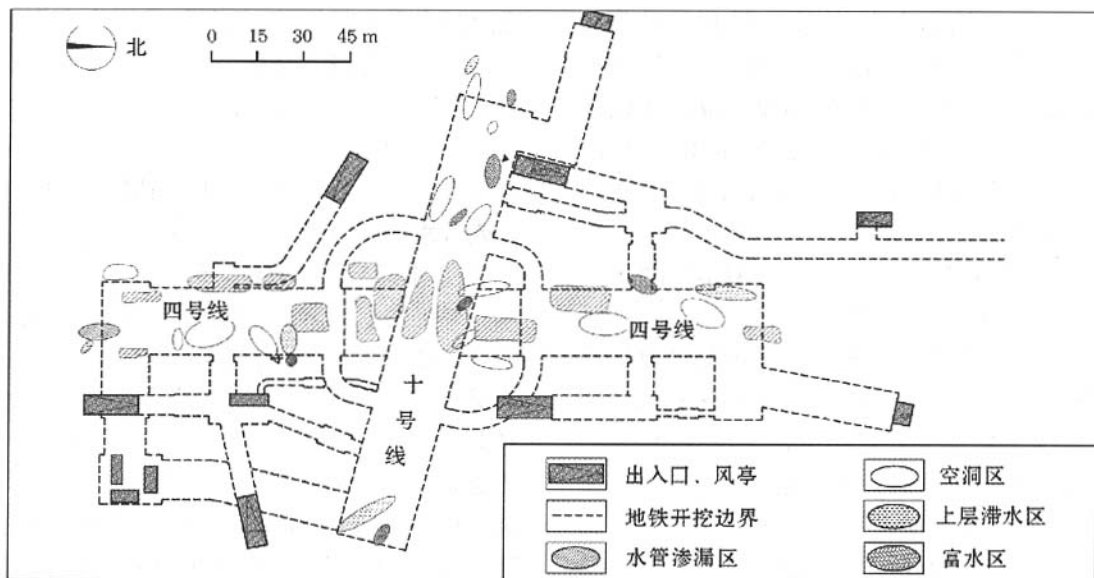 北
0 15 30 45 m
四号线
四号线
十号线
出入口、风亭
空洞区
地铁开挖边界
上层滞水区
水管渗漏区
富水区